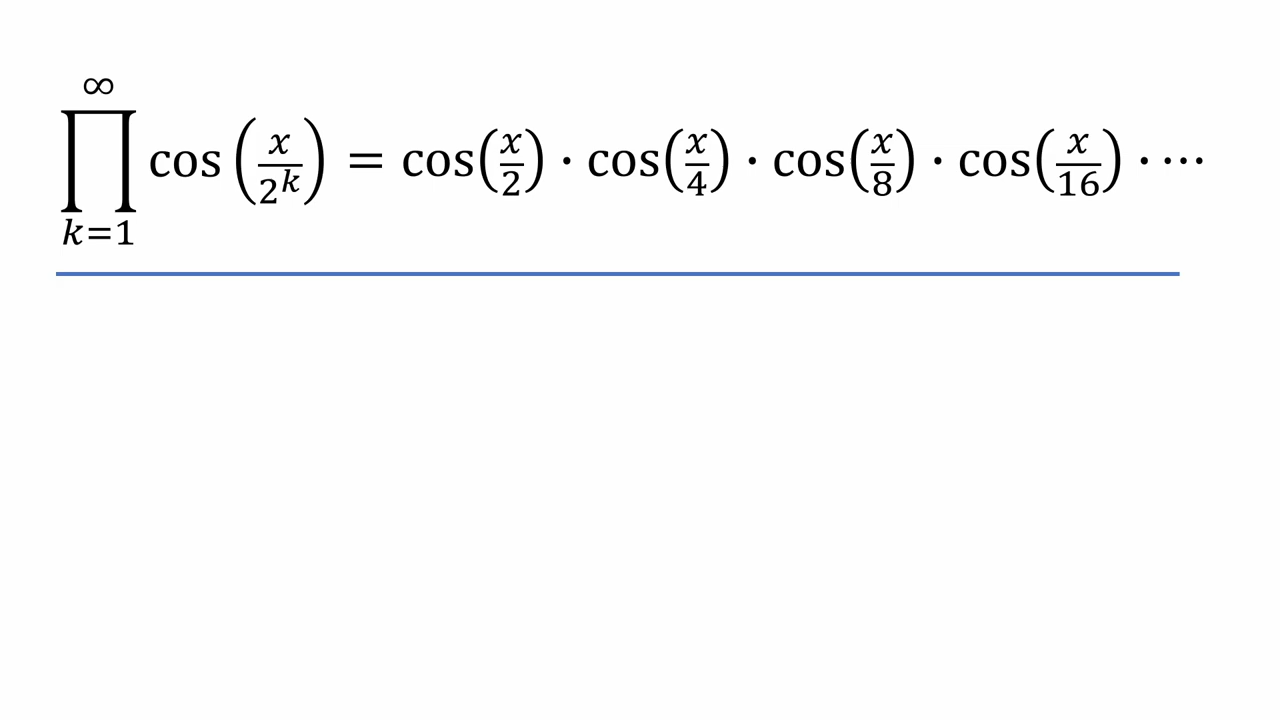 ∏_{k=1}^{∞} cos(x/2^k) = cos(x/2) · cos(x/4) · cos(x/8) · cos(x/16) · ⋯